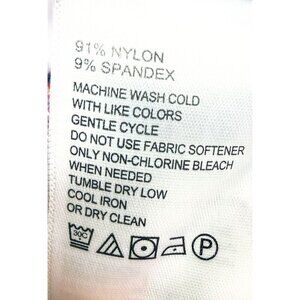 91% NYLON
9% SPANDEX
MACHINE WASH COLD
WITH LIKE COLORS
GENTLE CYCLE
DO NOT USE FABRIC SOFTENER
ONLY NON-CHLORINE BLEACH
WHEN NEEDED
TUMBLE DRY LOW
COOL IRON
OR DRY CLEAN
30C P